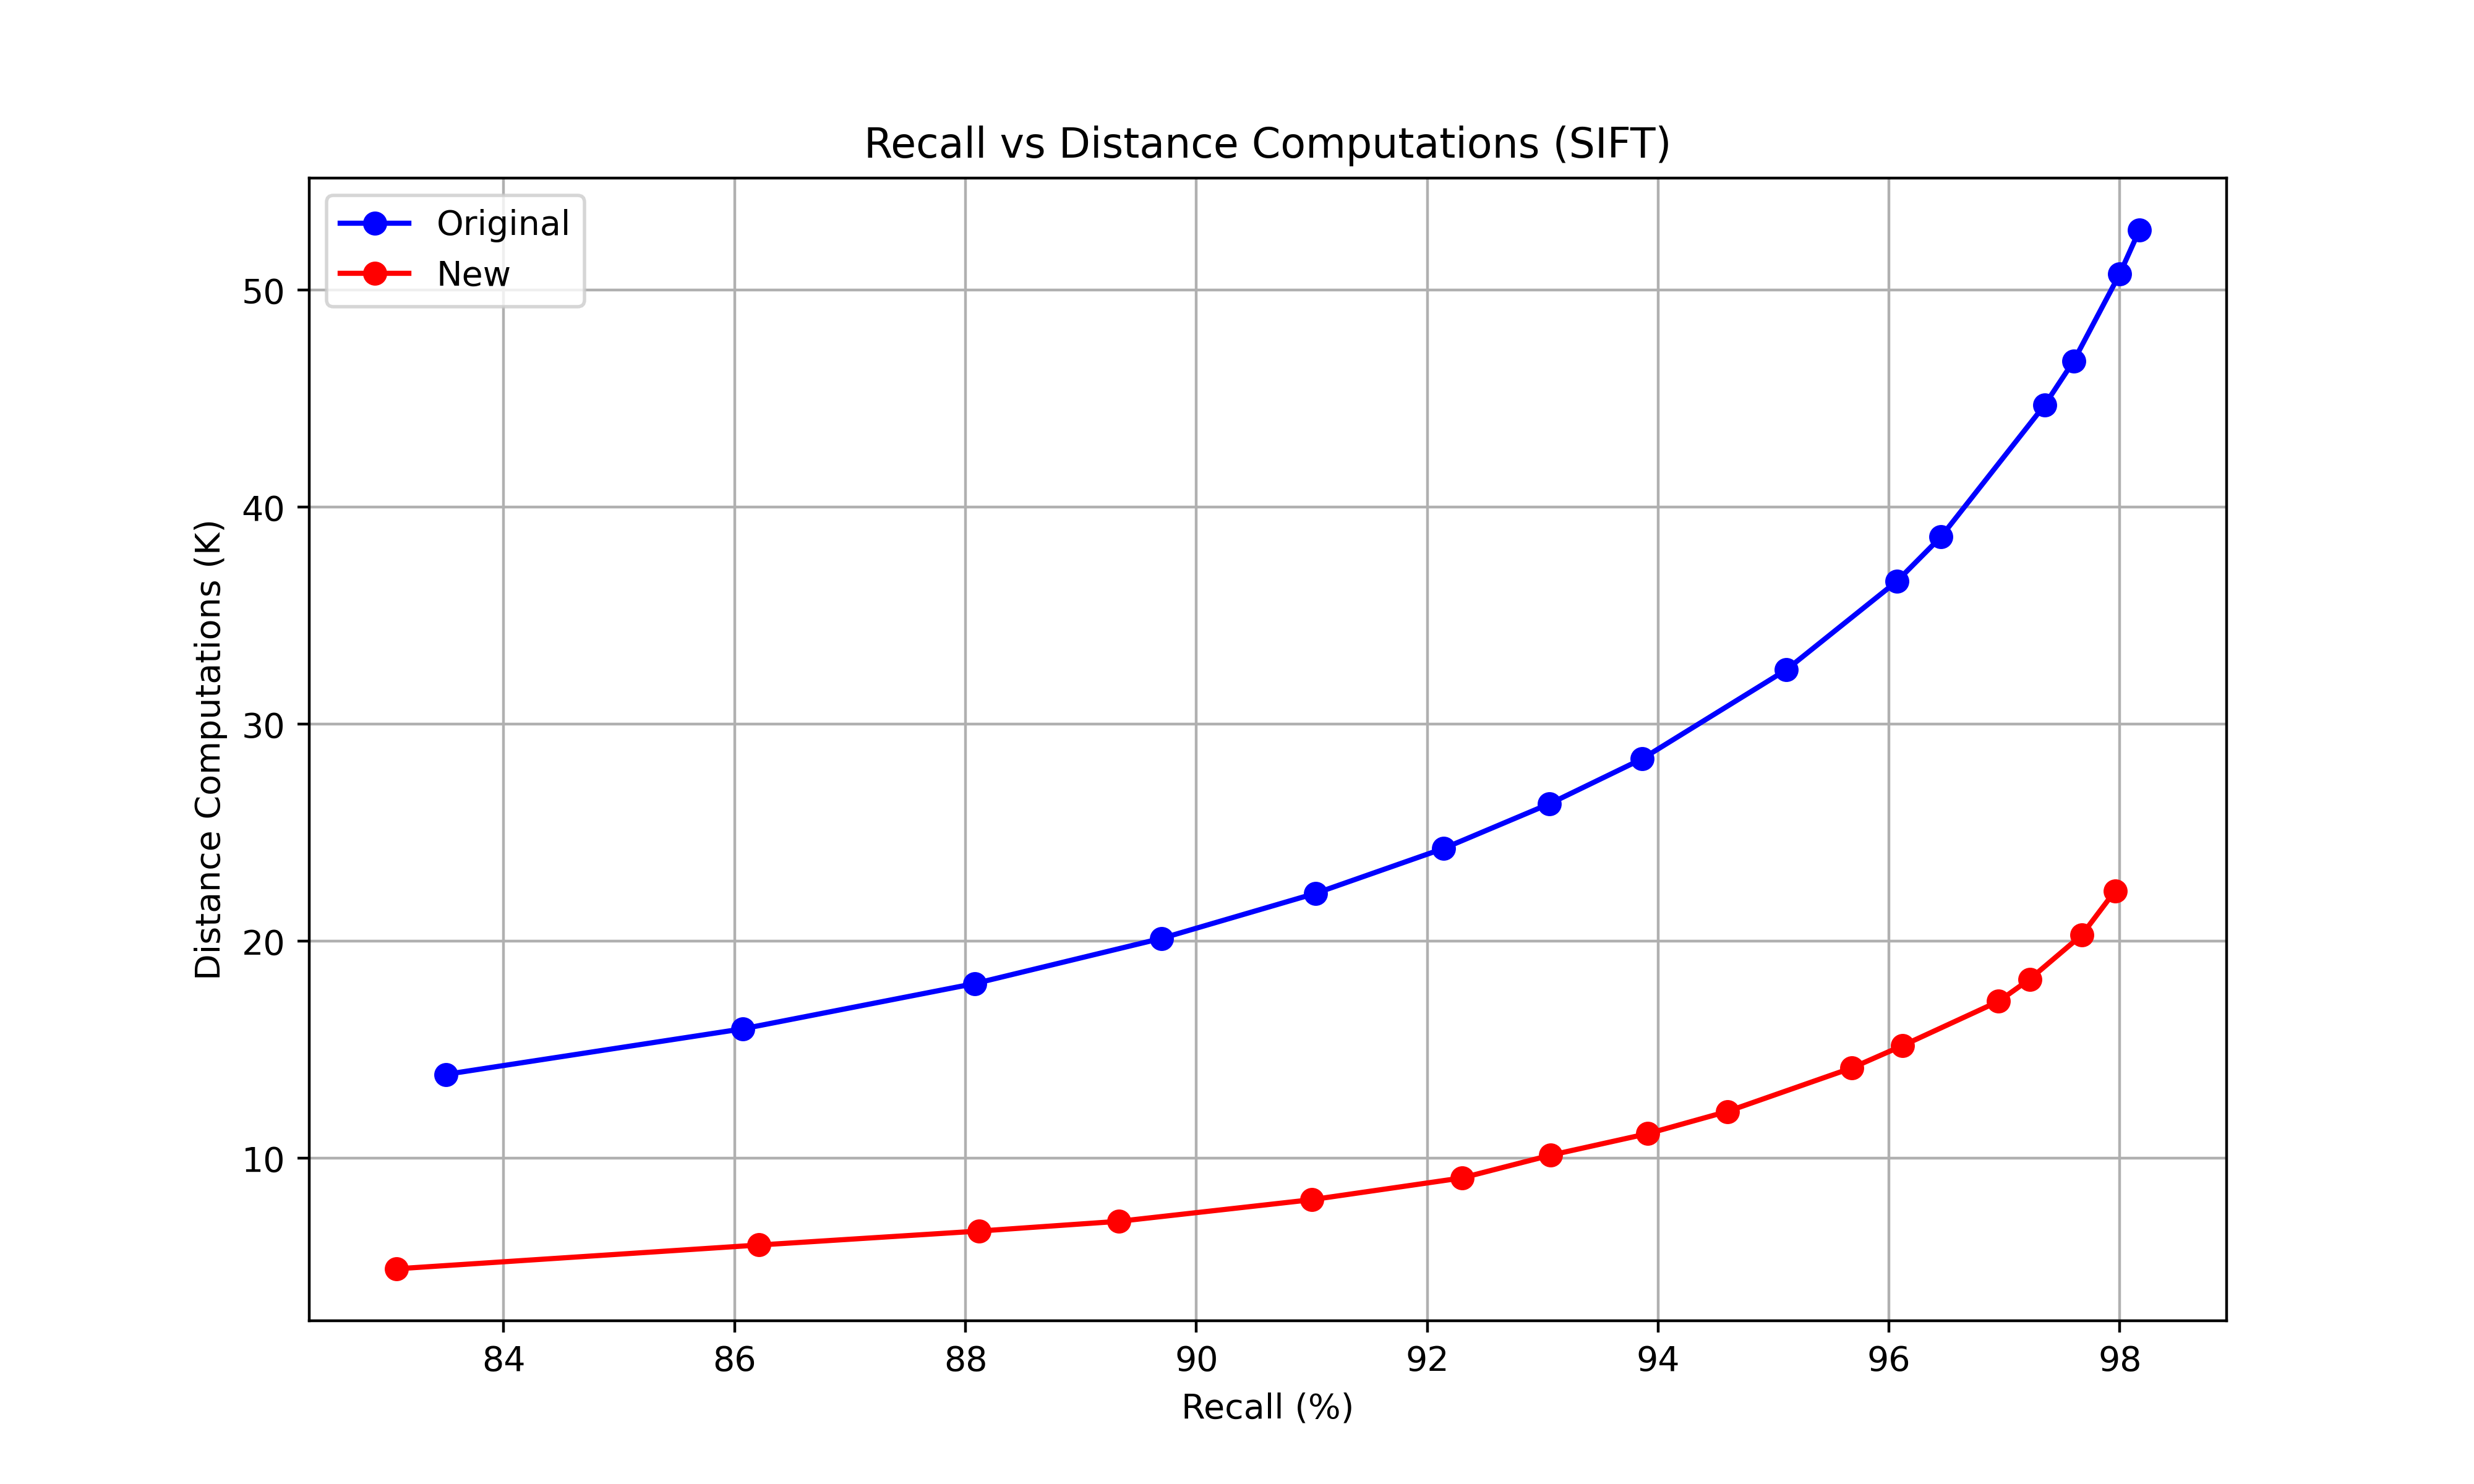 Recall vs Distance Computations (SIFT)
Original
New
50
40
30
20
10
Distance Computations (K)
84 86 88 90 92 94 96 98
Recall (%)